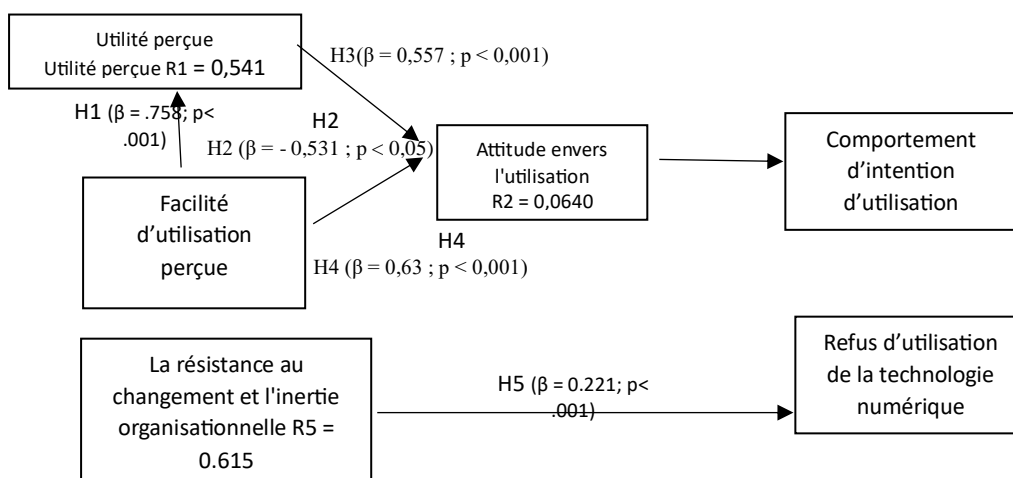 Utilité perçue
Utilité perçue R1 = 0,541
H3(β = 0,557 ; p < 0,001)
H1 (β = .758; p<
.001)
H2
H2 (β = - 0,531 ; p < 0,05)
Attitude envers
l'utilisation
R2 = 0,0640
Comportement
d’intention
d’utilisation
Facilité
d’utilisation
perçue
H4
H4 (β = 0,63 ; p < 0,001)
La résistance au
changement et l'inertie
organisationnelle R5 =
0.615
H5 (β = 0.221; p<
.001)
Refus d’utilisation
de la technologie
numérique